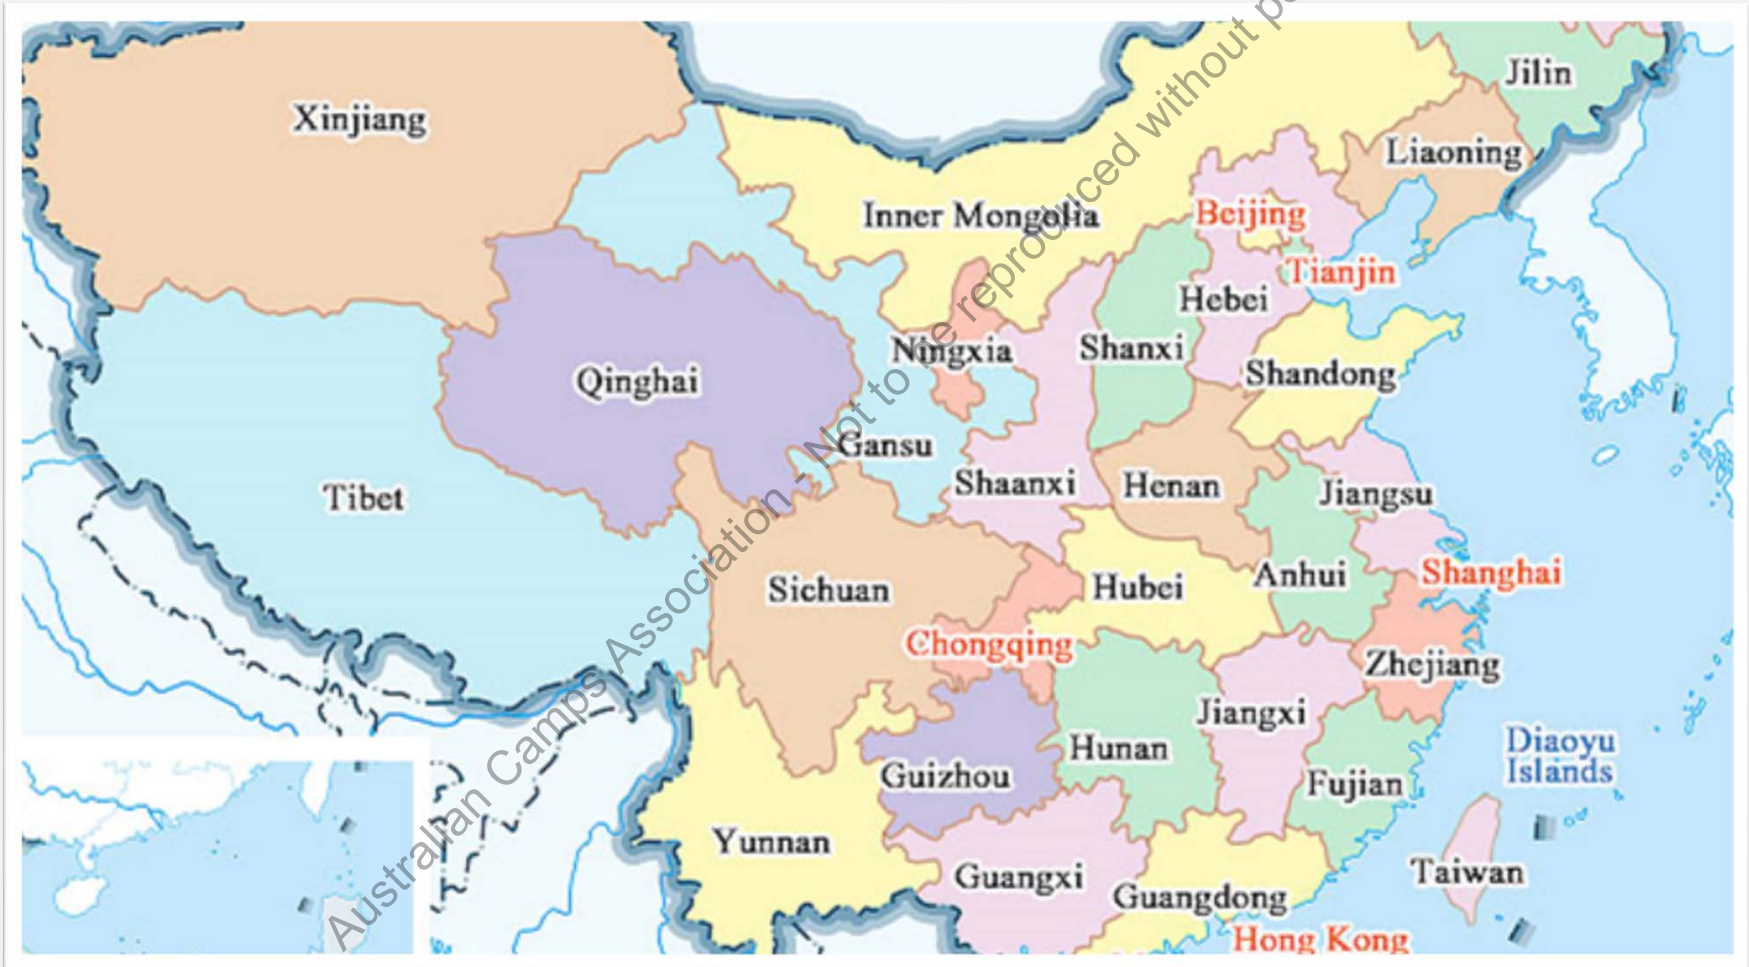 Jilin
Xinjiang
Liaoning
Inner Mongolia
Beijing
Tianjin
Hebei
Ningxia
Shanxi
Shandong
Qinghai
Gansu
Shaanxi
Henan
Jiangsu
Tibet
Sichuan
Hubei
Anhui
Shanghai
Chongqing
Zhejiang
Jiangxi
Hunan
Diaoyu
Islands
Guizhou
Fujian
Yunnan
Guangxi
Guangdong
Taiwan
Hong Kong
Australian Camps Association - Not to be reproduced without